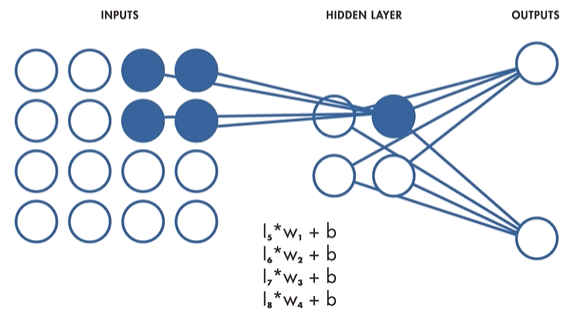 INPUTS HIDDEN LAYER OUTPUTS
I₅*w₁ + b
I₆*w₂ + b
I₇*w₃ + b
I₈*w₄ + b